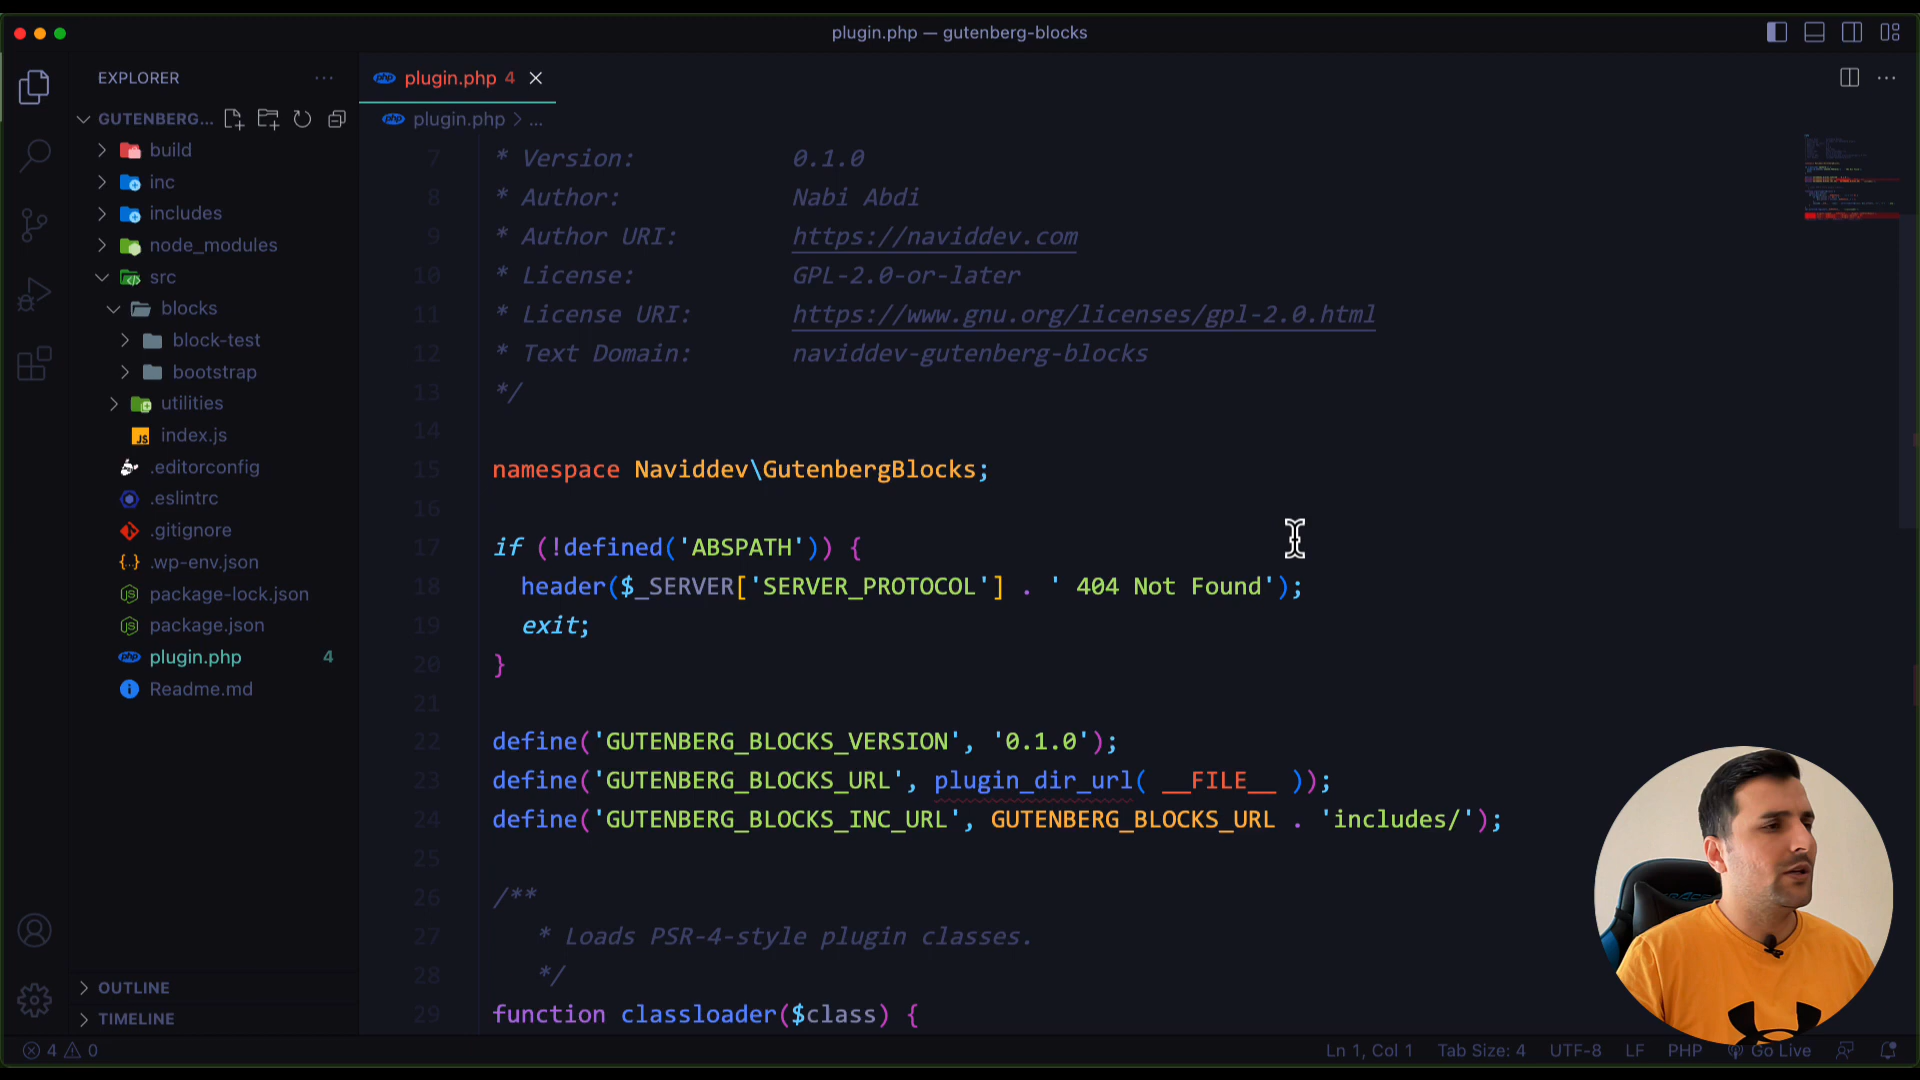 plugin.php — gutenberg-blocks
EXPLORER
GUTENBERG...
build
inc
includes
node_modules
src
blocks
block-test
bootstrap
utilities
index.js
.editorconfig
.eslintrc
.gitignore
.wp-env.json
package-lock.json
package.json
plugin.php 4
Readme.md
OUTLINE
TIMELINE
plugin.php 4
plugin.php > ...
7 * Version: 0.1.0
8 * Author: Nabi Abdi
9 * Author URI: https://naviddev.com
10 * License: GPL-2.0-or-later
11 * License URI: https://www.gnu.org/licenses/gpl-2.0.html
12 * Text Domain: naviddev-gutenberg-blocks
13 */
14
15 namespace Naviddev\GutenbergBlocks;
16
17 if (!defined('ABSPATH')) {
18 header($_SERVER['SERVER_PROTOCOL'] . ' 404 Not Found');
19 exit;
20 }
21
22 define('GUTENBERG_BLOCKS_VERSION', '0.1.0');
23 define('GUTENBERG_BLOCKS_URL', plugin_dir_url( __FILE__ ));
24 define('GUTENBERG_BLOCKS_INC_URL', GUTENBERG_BLOCKS_URL . 'includes/');
25
26 /**
27 * Loads PSR-4-style plugin classes.
28 */
29 function classloader($class) {
4 0
Ln 1, Col 1 Tab Size: 4 UTF-8 LF PHP Go Live